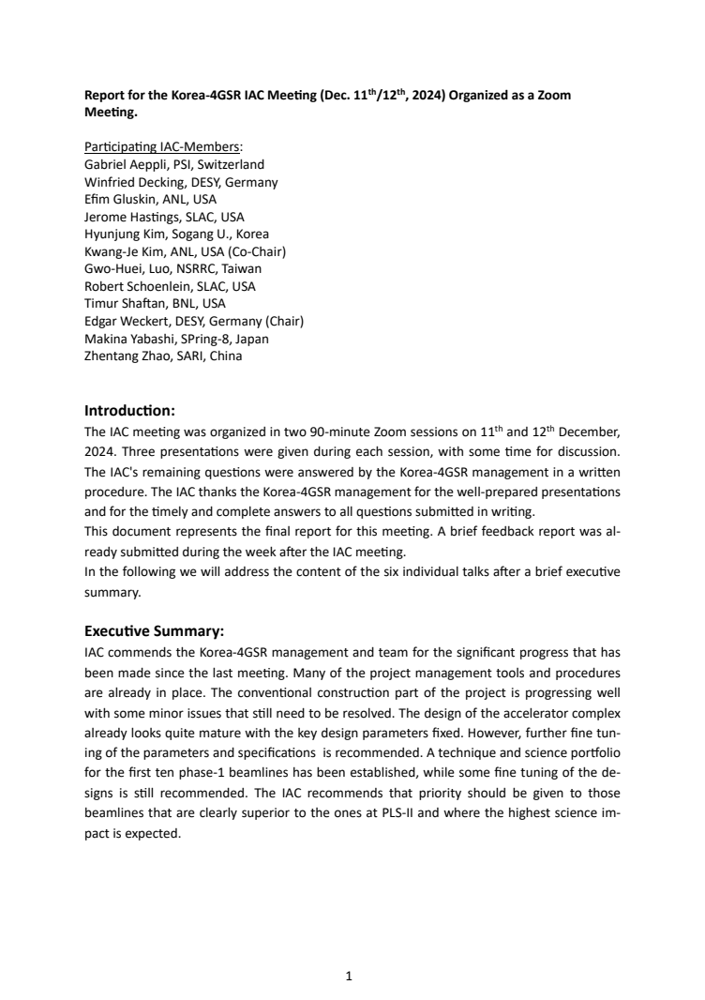 Report for the Korea-4GSR IAC Meeting (Dec. 11th/12th, 2024) Organized as a Zoom
Meeting.
Participating IAC-Members:
Gabriel Aeppli, PSI, Switzerland
Winfried Decking, DESY, Germany
Efim Gluskin, ANL, USA
Jerome Hastings, SLAC, USA
Hyunjung Kim, Sogang U., Korea
Kwang-Je Kim, ANL, USA (Co-Chair)
Gwo-Huei, Luo, NSRRC, Taiwan
Robert Schoenlein, SLAC, USA
Timur Shaftan, BNL, USA
Edgar Weckert, DESY, Germany (Chair)
Makina Yabashi, SPring-8, Japan
Zhentang Zhao, SARI, China
Introduction:
The IAC meeting was organized in two 90-minute Zoom sessions on 11th and 12th December,
2024. Three presentations were given during each session, with some time for discussion.
The IAC's remaining questions were answered by the Korea-4GSR management in a written
procedure. The IAC thanks the Korea-4GSR management for the well-prepared presentations
and for the timely and complete answers to all questions submitted in writing.
This document represents the final report for this meeting. A brief feedback report was al-
ready submitted during the week after the IAC meeting.
In the following we will address the content of the six individual talks after a brief executive
summary.
Executive Summary:
IAC commends the Korea-4GSR management and team for the significant progress that has
been made since the last meeting. Many of the project management tools and procedures
are already in place. The conventional construction part of the project is progressing well
with some minor issues that still need to be resolved. The design of the accelerator complex
already looks quite mature with the key design parameters fixed. However, further fine tun-
ing of the parameters and specifications is recommended. A technique and science portfolio
for the first ten phase-1 beamlines has been established, while some fine tuning of the de-
signs is still recommended. The IAC recommends that priority should be given to those
beamlines that are clearly superior to the ones at PLS-II and where the highest science im-
pact is expected.
1